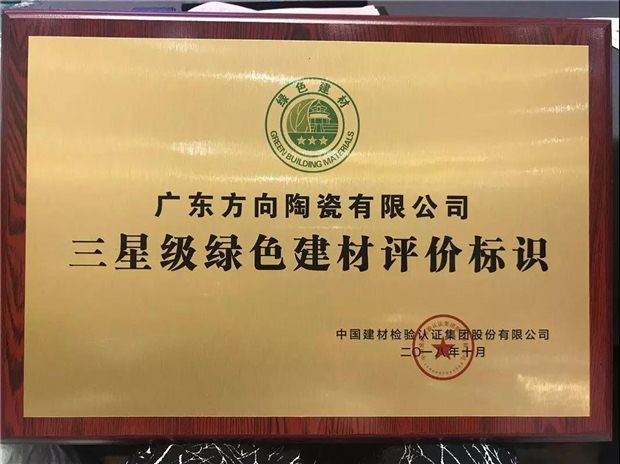 绿色建材
GREEN BUILDING MATERIALS
广东方向陶瓷有限公司
三星级绿色建材评价标识
中国建材检验认证集团股份有限公司
二〇一八年十月